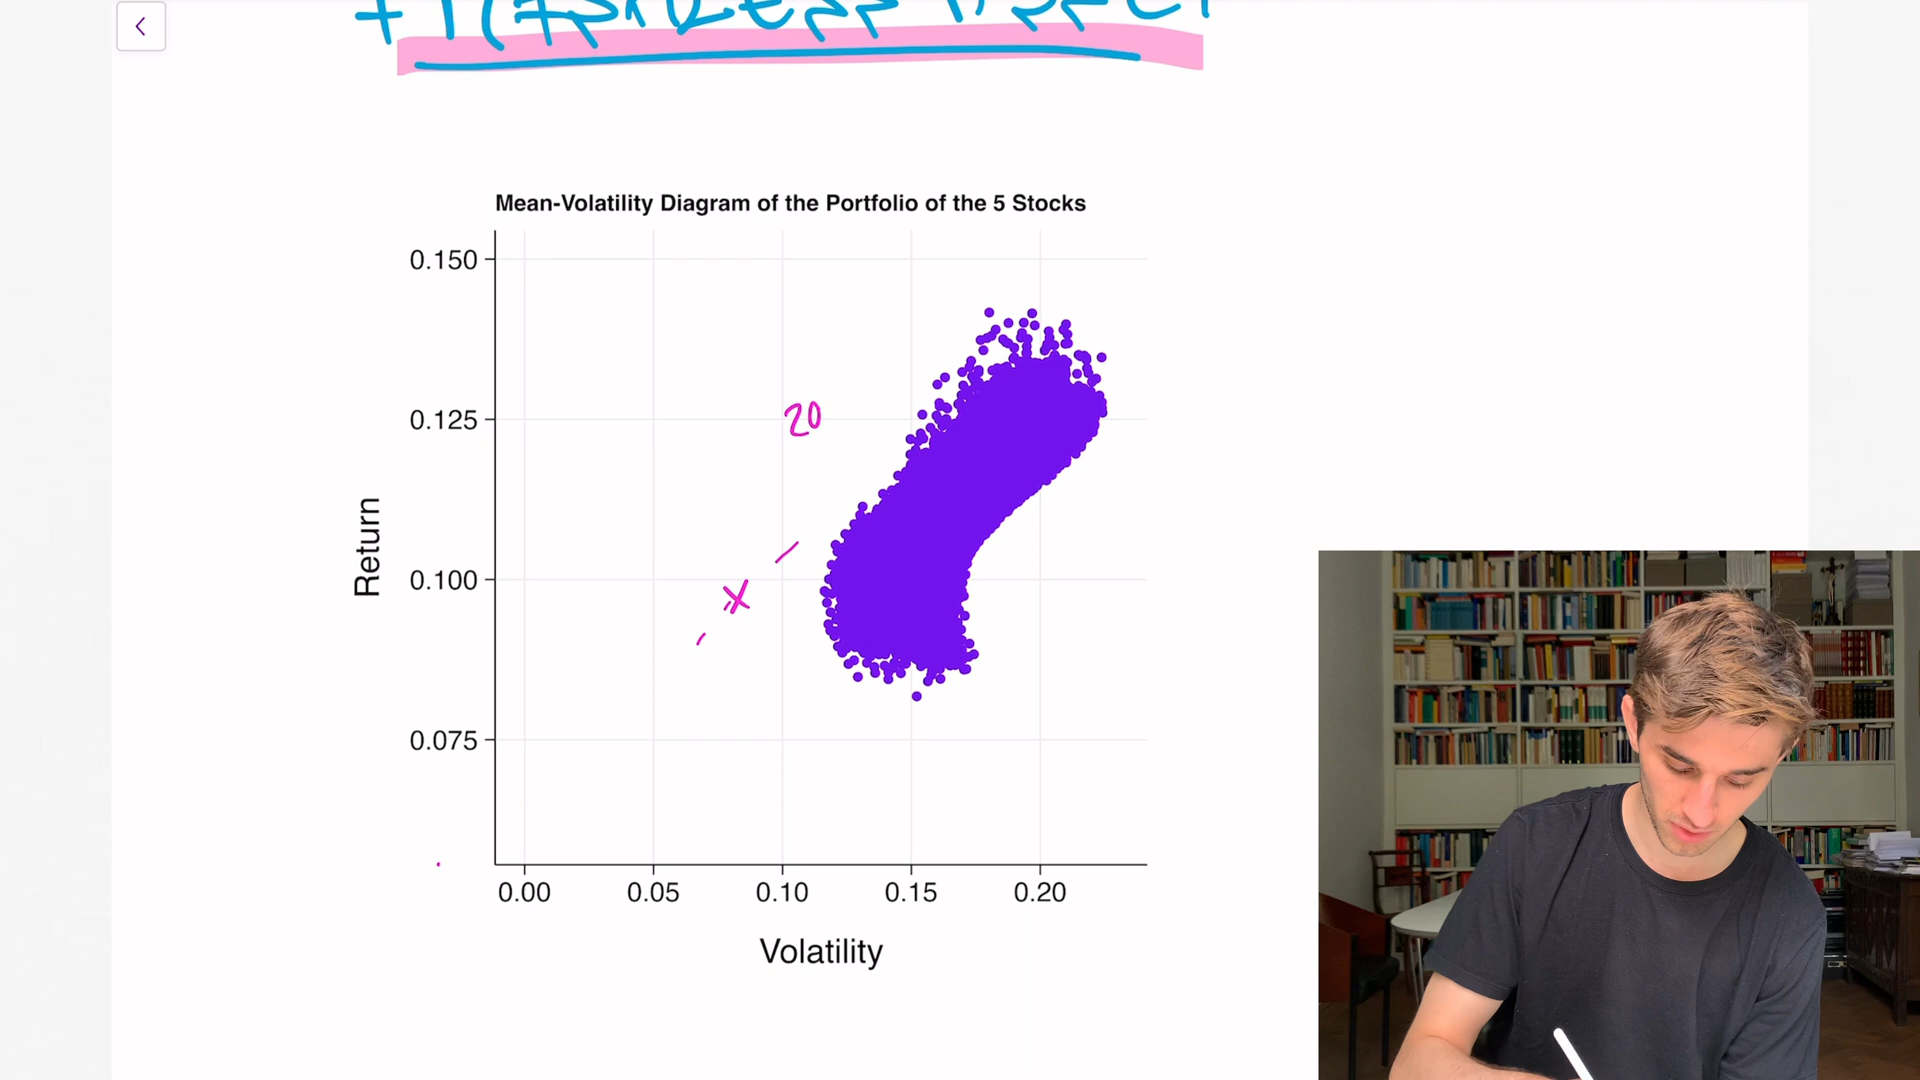 Mean-Volatility Diagram of the Portfolio of the 5 Stocks
0.150
0.125
0.100
0.075
Return
20
x
0.00 0.05 0.10 0.15 0.20
Volatility